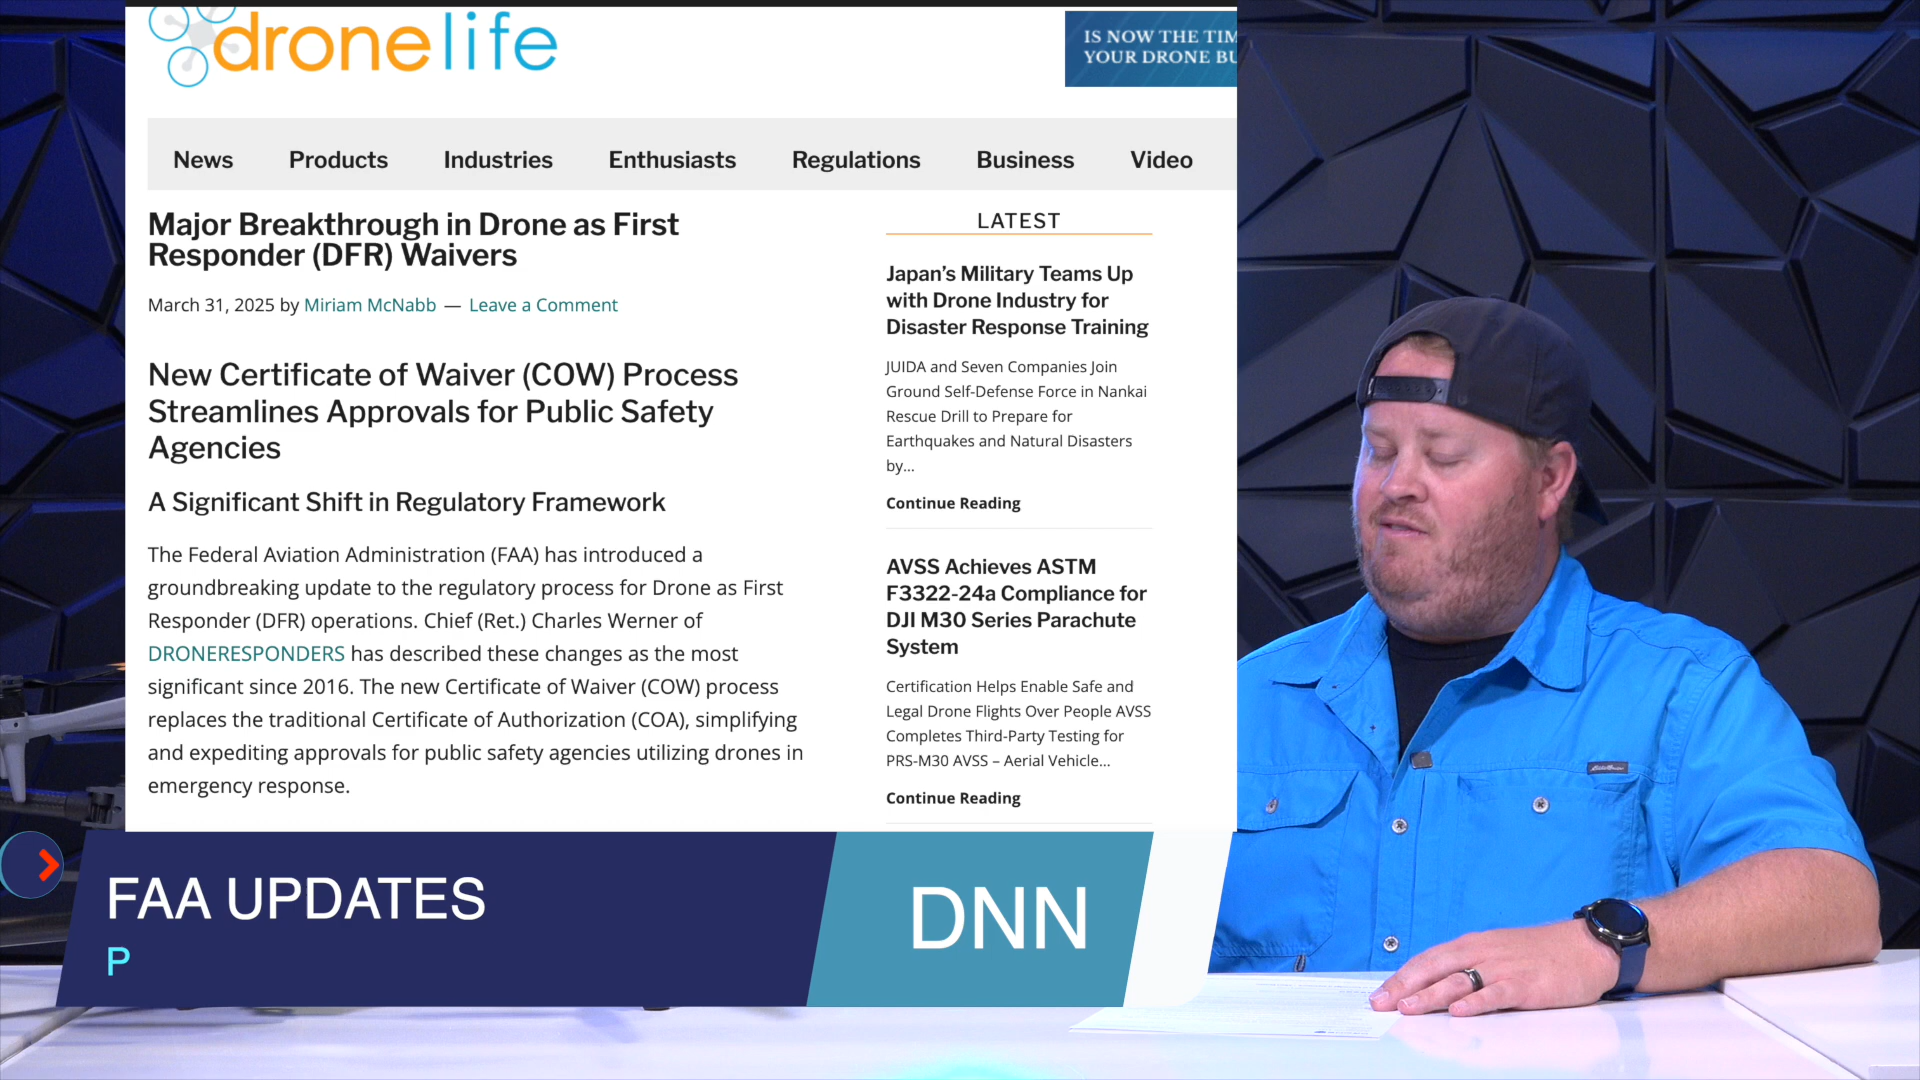 dronelife
IS NOW THE TIM
YOUR DRONE BU
News Products Industries Enthusiasts Regulations Business Video
Major Breakthrough in Drone as First
Responder (DFR) Waivers
March 31, 2025 by Miriam McNabb — Leave a Comment
New Certificate of Waiver (COW) Process
Streamlines Approvals for Public Safety
Agencies
A Significant Shift in Regulatory Framework
The Federal Aviation Administration (FAA) has introduced a
groundbreaking update to the regulatory process for Drone as First
Responder (DFR) operations. Chief (Ret.) Charles Werner of
DRONERESPONDERS has described these changes as the most
significant since 2016. The new Certificate of Waiver (COW) process
replaces the traditional Certificate of Authorization (COA), simplifying
and expediting approvals for public safety agencies utilizing drones in
emergency response.
LATEST
Japan’s Military Teams Up
with Drone Industry for
Disaster Response Training
JUIDA and Seven Companies Join
Ground Self-Defense Force in Nankai
Rescue Drill to Prepare for
Earthquakes and Natural Disasters
by...
Continue Reading
AVSS Achieves ASTM
F3322-24a Compliance for
DJI M30 Series Parachute
System
Certification Helps Enable Safe and
Legal Drone Flights Over People AVSS
Completes Third-Party Testing for
PRS-M30 AVSS – Aerial Vehicle...
Continue Reading
FAA UPDATES
P
DNN